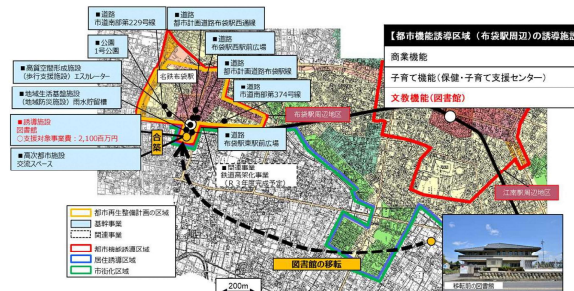 ■道路
市道南部第229号線
■道路
都市計画道路布袋駅西通線
■公園
1号公園
■道路
布袋駅西駅前広場
■高質空間形成施設
(歩行支援施設)エスカレーター
名鉄布袋駅
■道路
都市計画道路布袋駅線
■地域生活基盤施設
(地域防災施設)雨水貯留槽
■道路
市道南部第374号線
■誘導施設
図書館
○支援対象事業費:2,100百万円
合築
■道路
布袋駅東駅前広場
■高次都市施設
交流スペース
■関連事業
鉄道高架化事業
(R3年度完成予定)
布袋駅周辺地区
江南駅周辺地区
【都市機能誘導区域(布袋駅周辺)の誘導施設
商業機能
子育て機能(保健・子育て支援センター)
文教機能(図書館)
都市再生整備計画の区域
基幹事業
関連事業
都市機能誘導区域
居住誘導区域
市街化区域
図書館の移転
200m
移転前の図書館